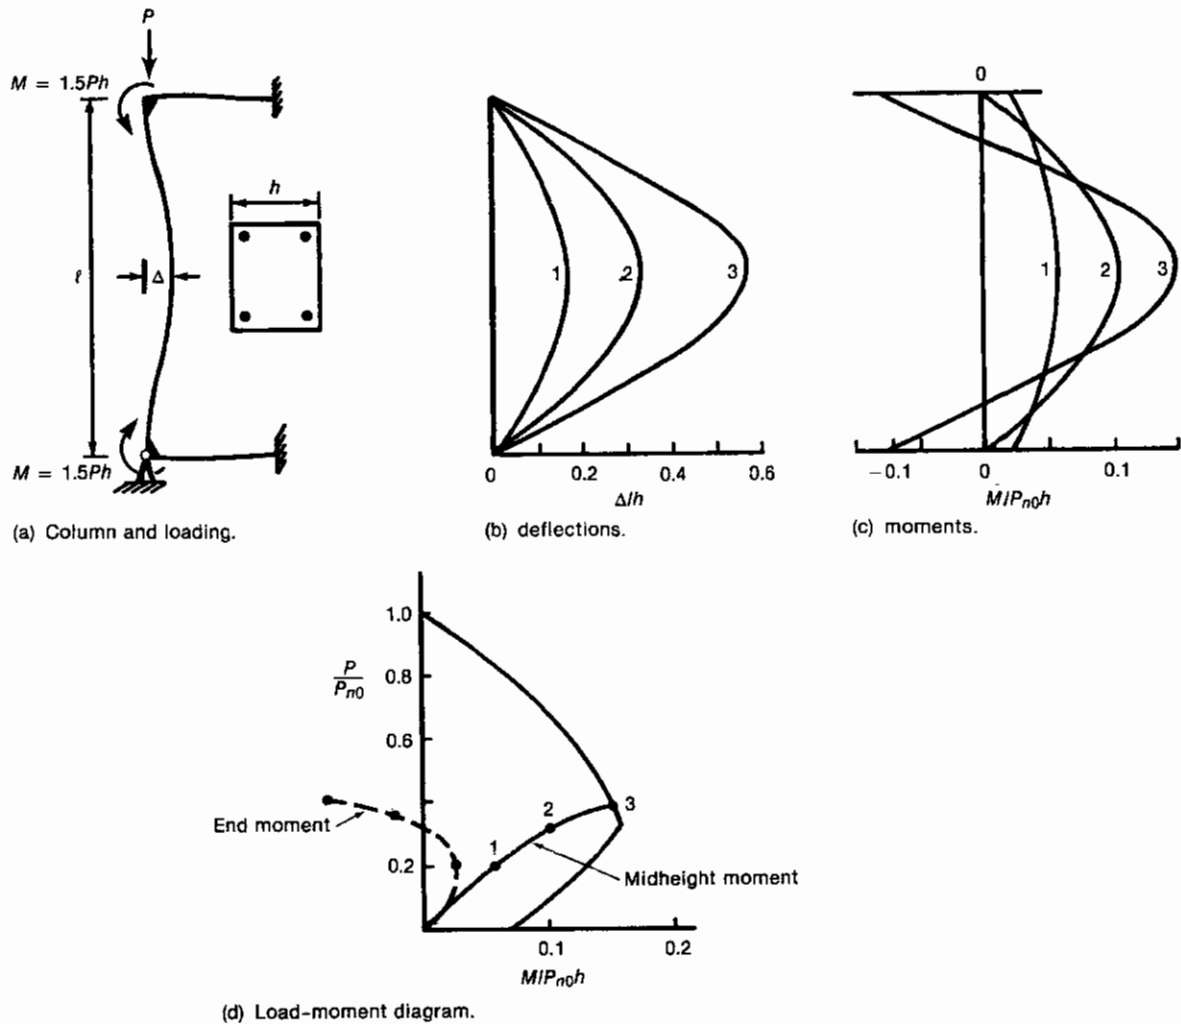 P
M = 1.5Ph
h
ℓ
Δ
M = 1.5Ph
(a) Column and loading.
1
2
3
0
0.2
0.4
0.6
Δ/h
(b) deflections.
0
1
2
3
−0.1
0
0.1
M/Pn0h
(c) moments.
1.0
P/Pn0
0.8
0.6
3
2
End moment
1
0.2
Midheight moment
0.1
0.2
M/Pn0h
(d) Load-moment diagram.